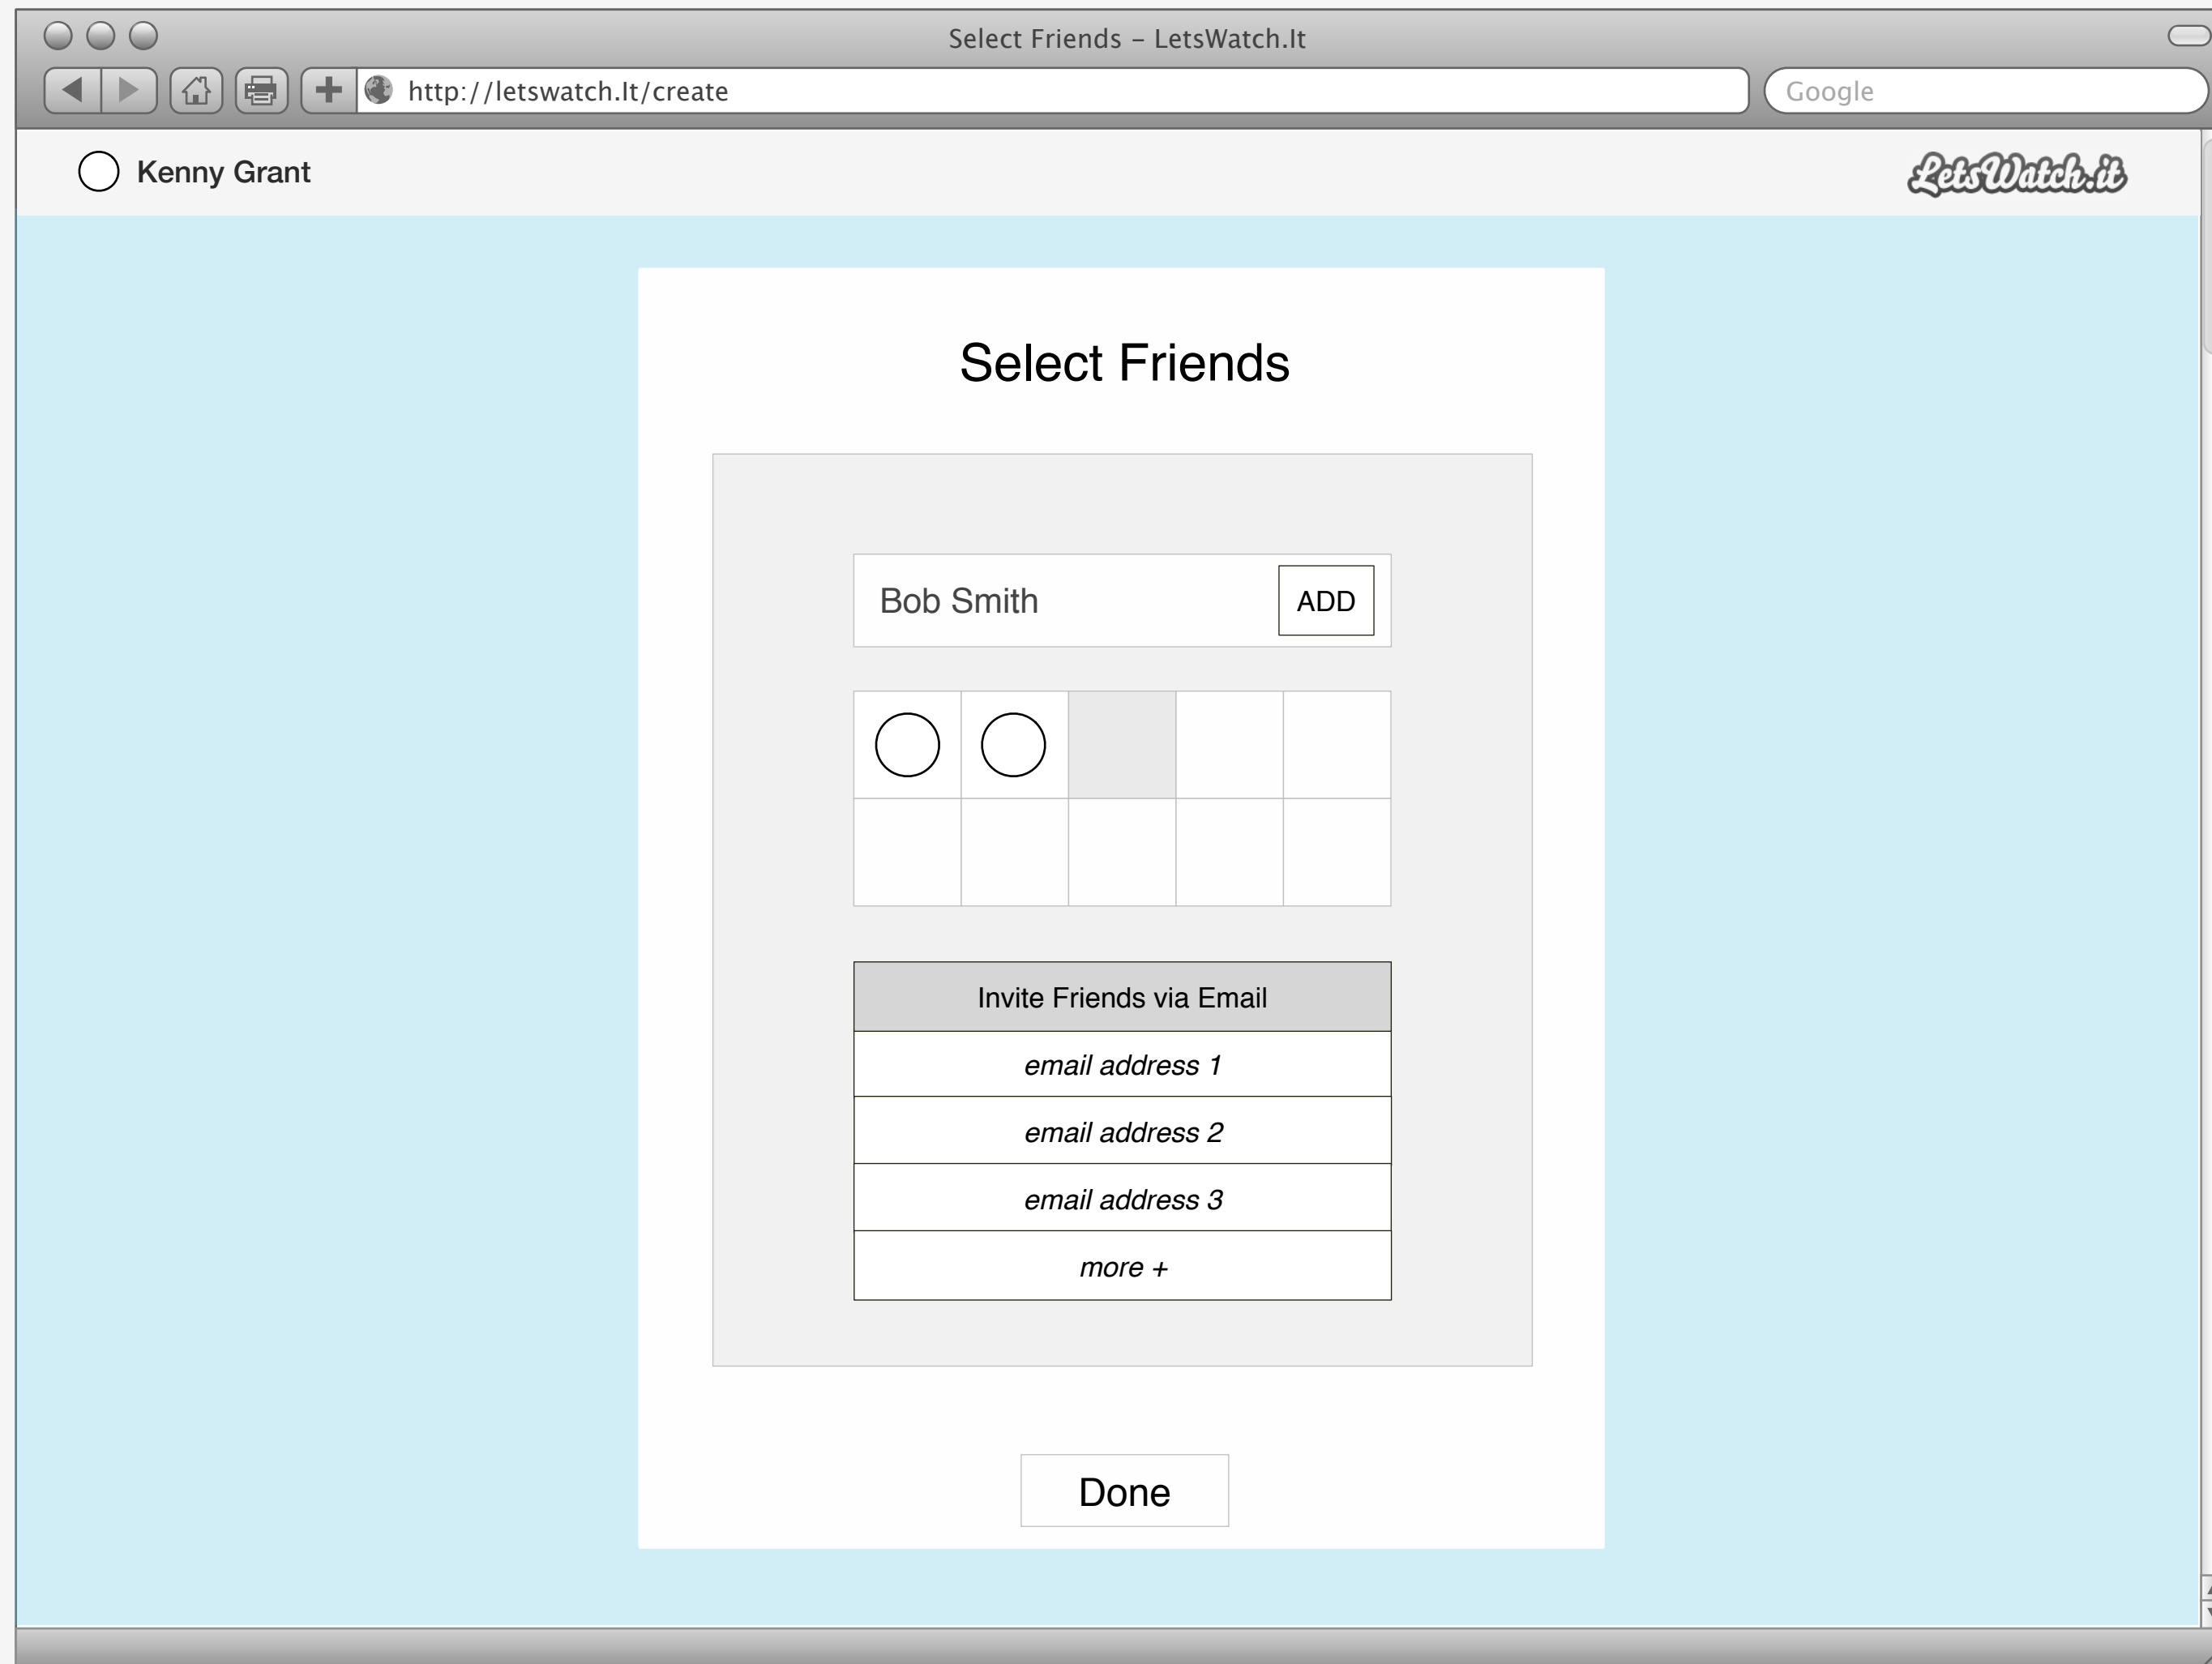 Select Friends – LetsWatch.It
http://letswatch.It/create
Google
Kenny Grant
LetsWatch.it
Select Friends
Bob Smith
ADD
Invite Friends via Email
email address 1
email address 2
email address 3
more +
Done